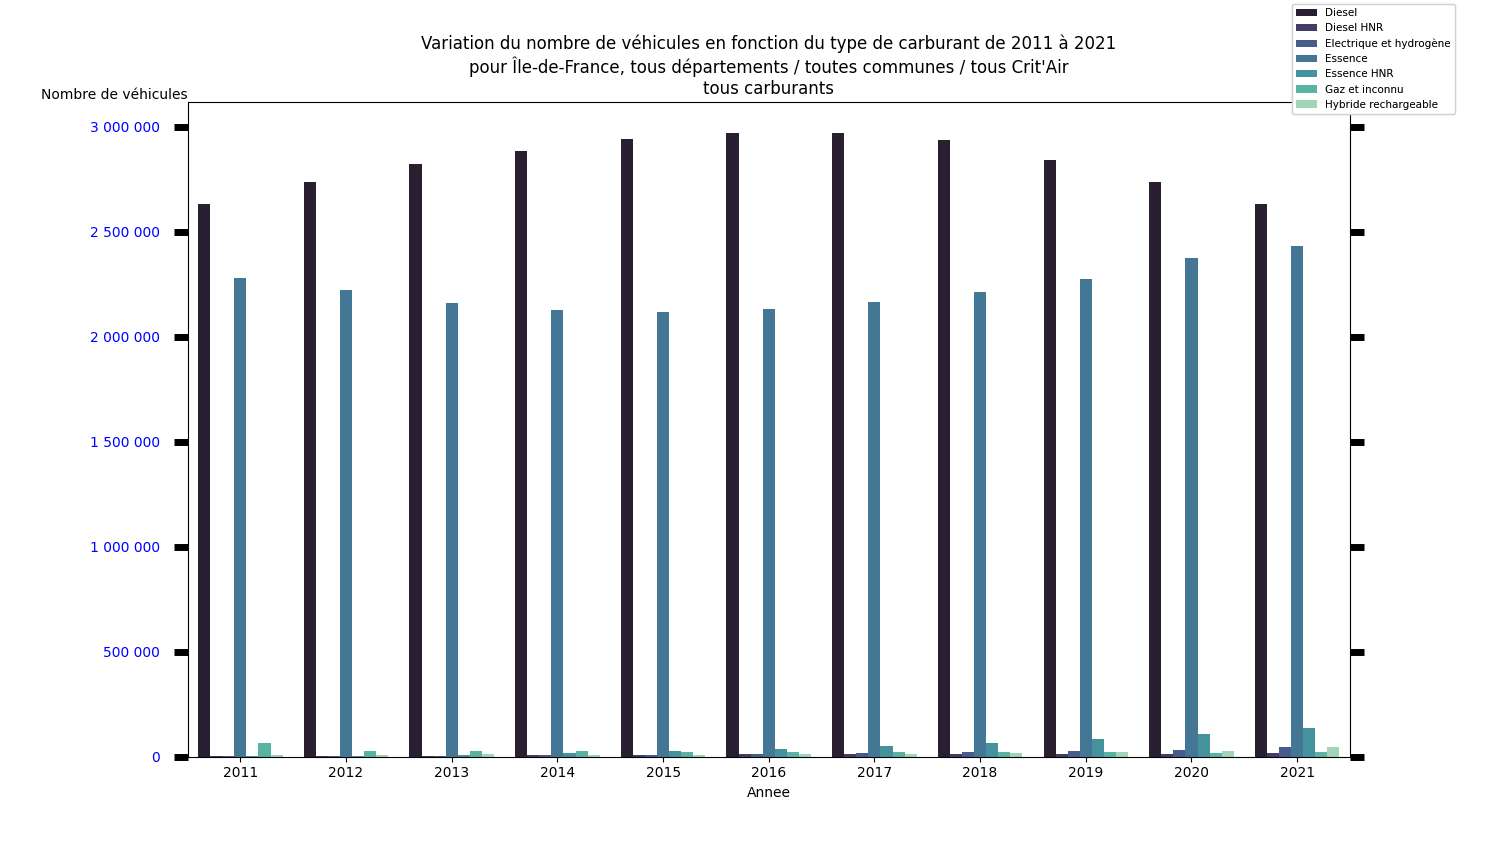 Diesel
Diesel HNR
Electrique et hydrogène
Essence
Essence HNR
Gaz et inconnu
Hybride rechargeable
Variation du nombre de véhicules en fonction du type de carburant de 2011 à 2021
pour Île-de-France, tous départements / toutes communes / tous Crit'Air
tous carburants
Nombre de véhicules
3 000 000
2 500 000
2 000 000
1 500 000
1 000 000
500 000
0
2011 2012 2013 2014 2015 2016 2017 2018 2019 2020 2021
Annee